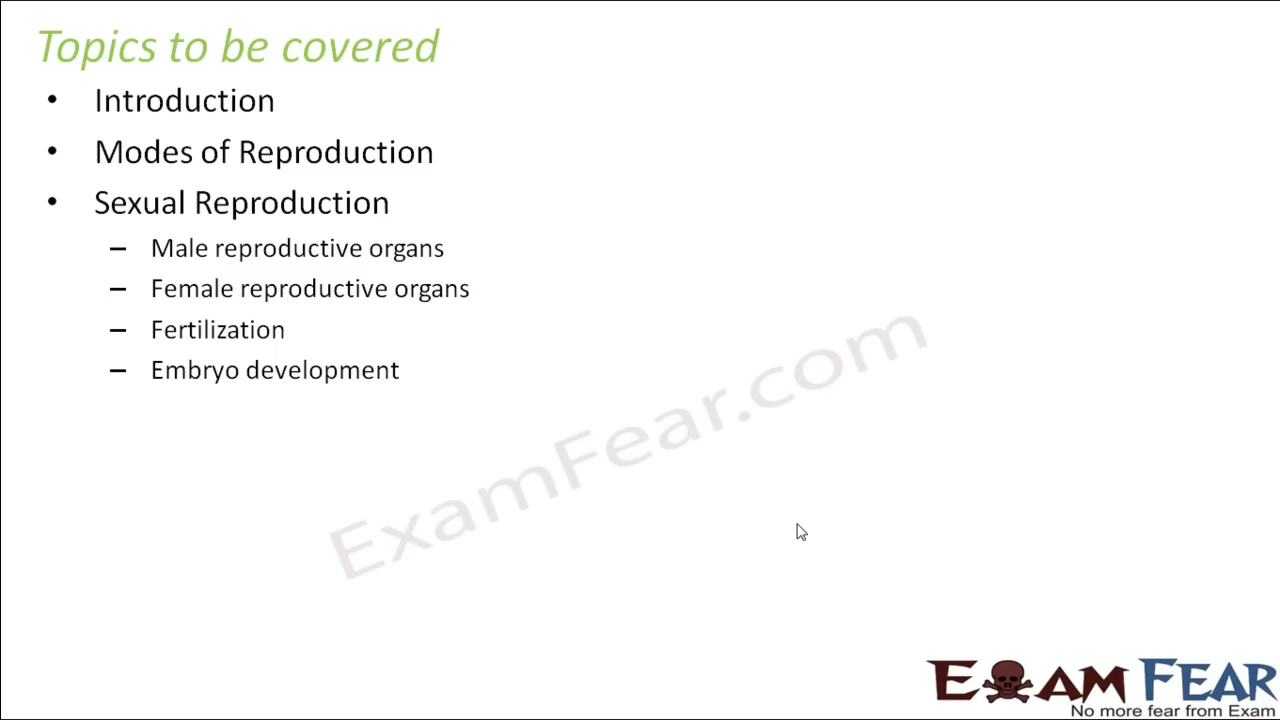 Topics to be covered
• Introduction
• Modes of Reproduction
• Sexual Reproduction
– Male reproductive organs
– Female reproductive organs
– Fertilization
– Embryo development
ExamFear.com
EXAM FEAR
No more fear from Exam